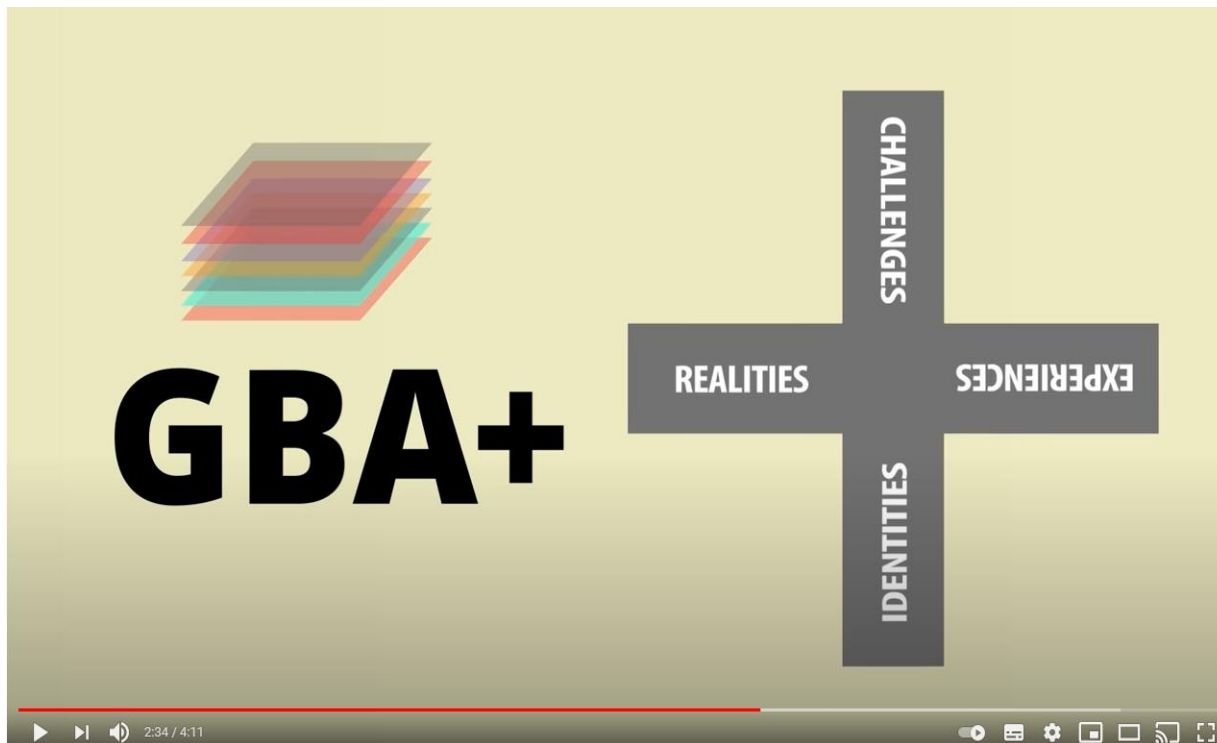 CHALLENGES
REALITIES
EXPERIENCES
GBA+
IDENTITIES
2:34 / 4:11